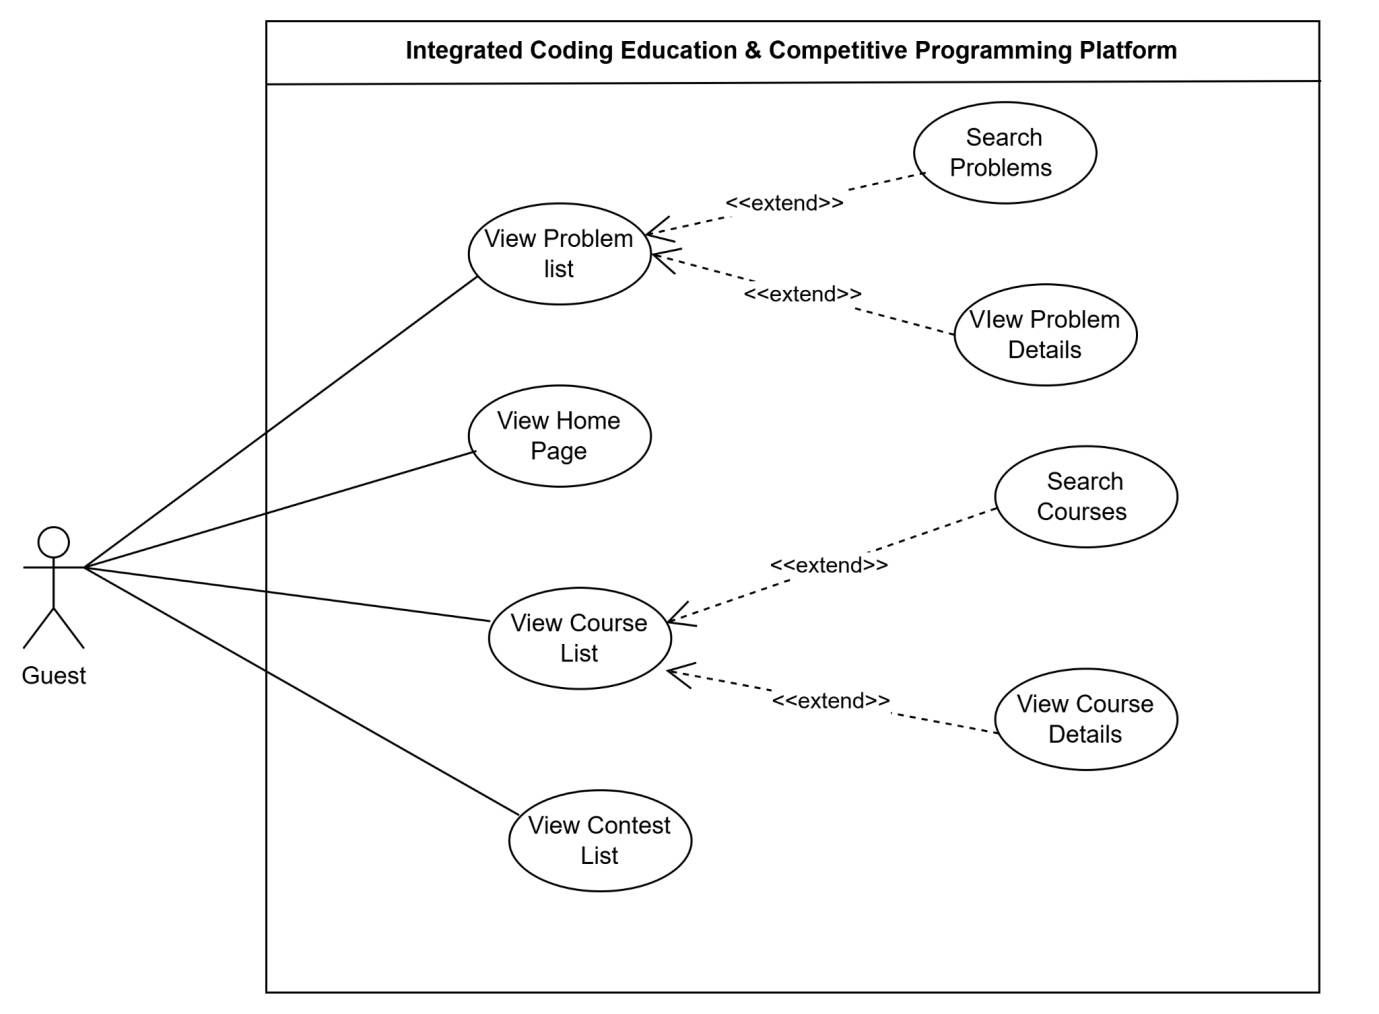 Integrated Coding Education & Competitive Programming Platform
Search
Problems
<<extend>>
View Problem
list
<<extend>>
VIew Problem
Details
View Home
Page
Search
Courses
<<extend>>
View Course
List
Guest
<<extend>>
View Course
Details
View Contest
List